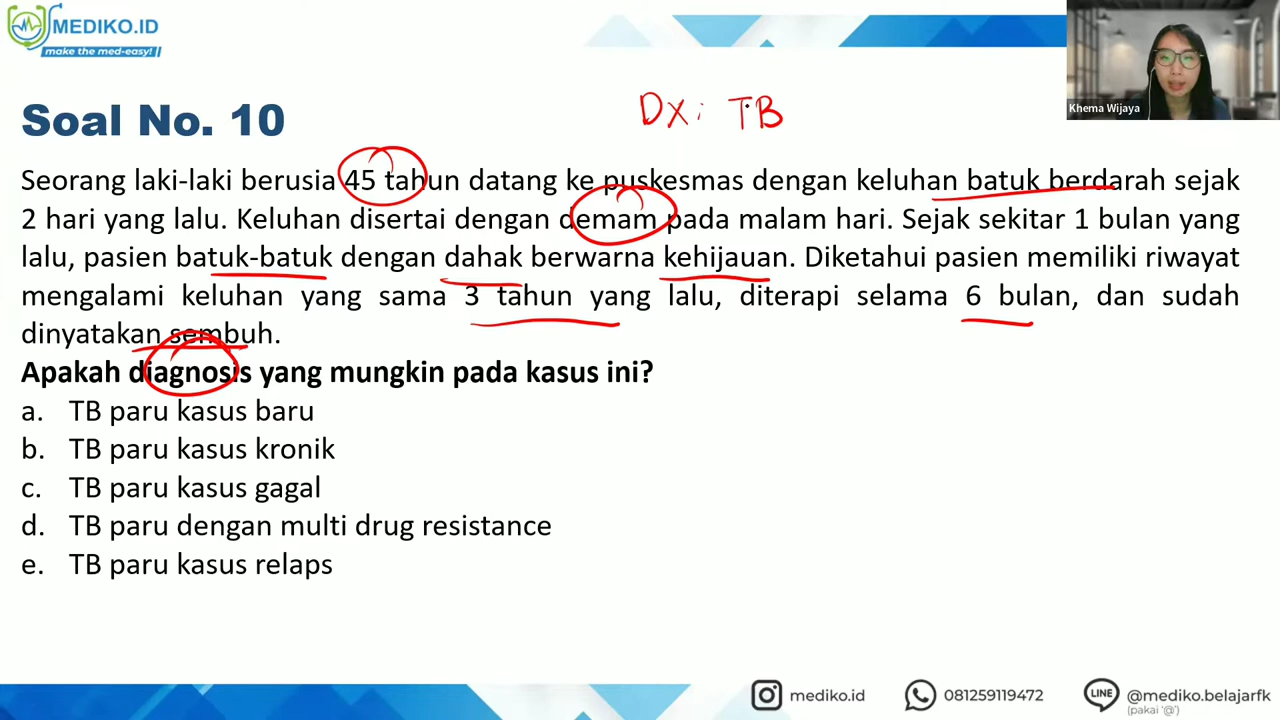 MEDIKO.ID
make the med-easy!
Khema Wijaya
Dx: TB
Soal No. 10
Seorang laki-laki berusia 45 tahun datang ke puskesmas dengan keluhan batuk berdarah sejak
2 hari yang lalu. Keluhan disertai dengan demam pada malam hari. Sejak sekitar 1 bulan yang
lalu, pasien batuk-batuk dengan dahak berwarna kehijauan. Diketahui pasien memiliki riwayat
mengalami keluhan yang sama 3 tahun yang lalu, diterapi selama 6 bulan, dan sudah
dinyatakan sembuh.
Apakah diagnosis yang mungkin pada kasus ini?
a. TB paru kasus baru
b. TB paru kasus kronik
c. TB paru kasus gagal
d. TB paru dengan multi drug resistance
e. TB paru kasus relaps
mediko.id
081259119472
LINE
@mediko.belajarfk
(pakai '@')